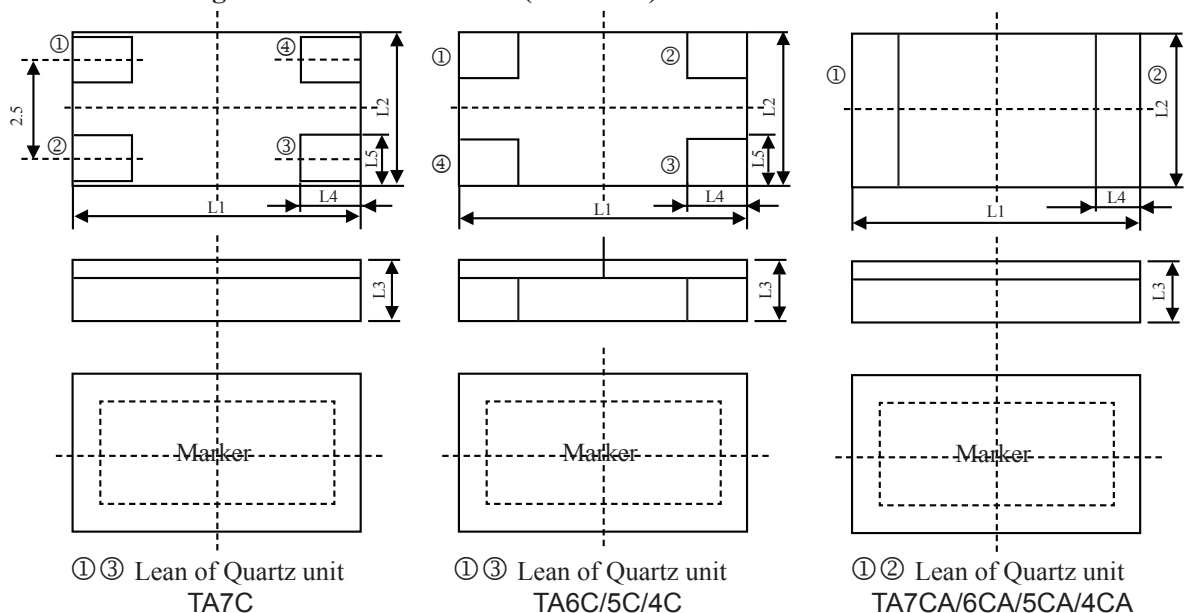 ① ④ ① ② ① ②
2.5 L2 L2 L2
② ③ L5 ④ ③ L5
L4 L4 L4
L1 L1 L1
L3 L3 L3
Marker Marker Marker
①③ Lean of Quartz unit ①③ Lean of Quartz unit ①② Lean of Quartz unit
TA7C TA6C/5C/4C TA7CA/6CA/5CA/4CA